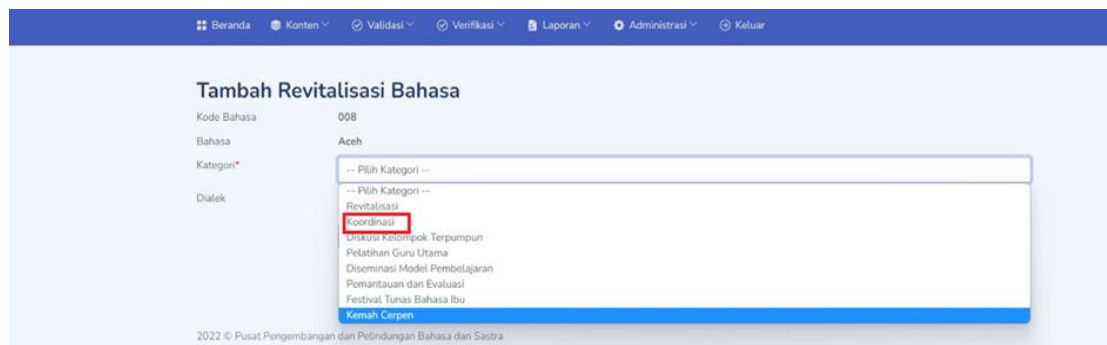 Beranda Konten Validasi Verifikasi Laporan Administrasi Keluar
Tambah Revitalisasi Bahasa
Kode Bahasa 008
Bahasa Aceh
Kategori* -- Pilih Kategori --
Dialek
-- Pilih Kategori --
Revitalisasi
Koordinasi
Diskusi Kelompok Terpumpun
Pelatihan Guru Utama
Diseminasi Model Pembelajaran
Pemantauan dan Evaluasi
Festival Tunas Bahasa Ibu
Kemah Cerpen
2022 © Pusat Pengembangan dan Pelindungan Bahasa dan Sastra